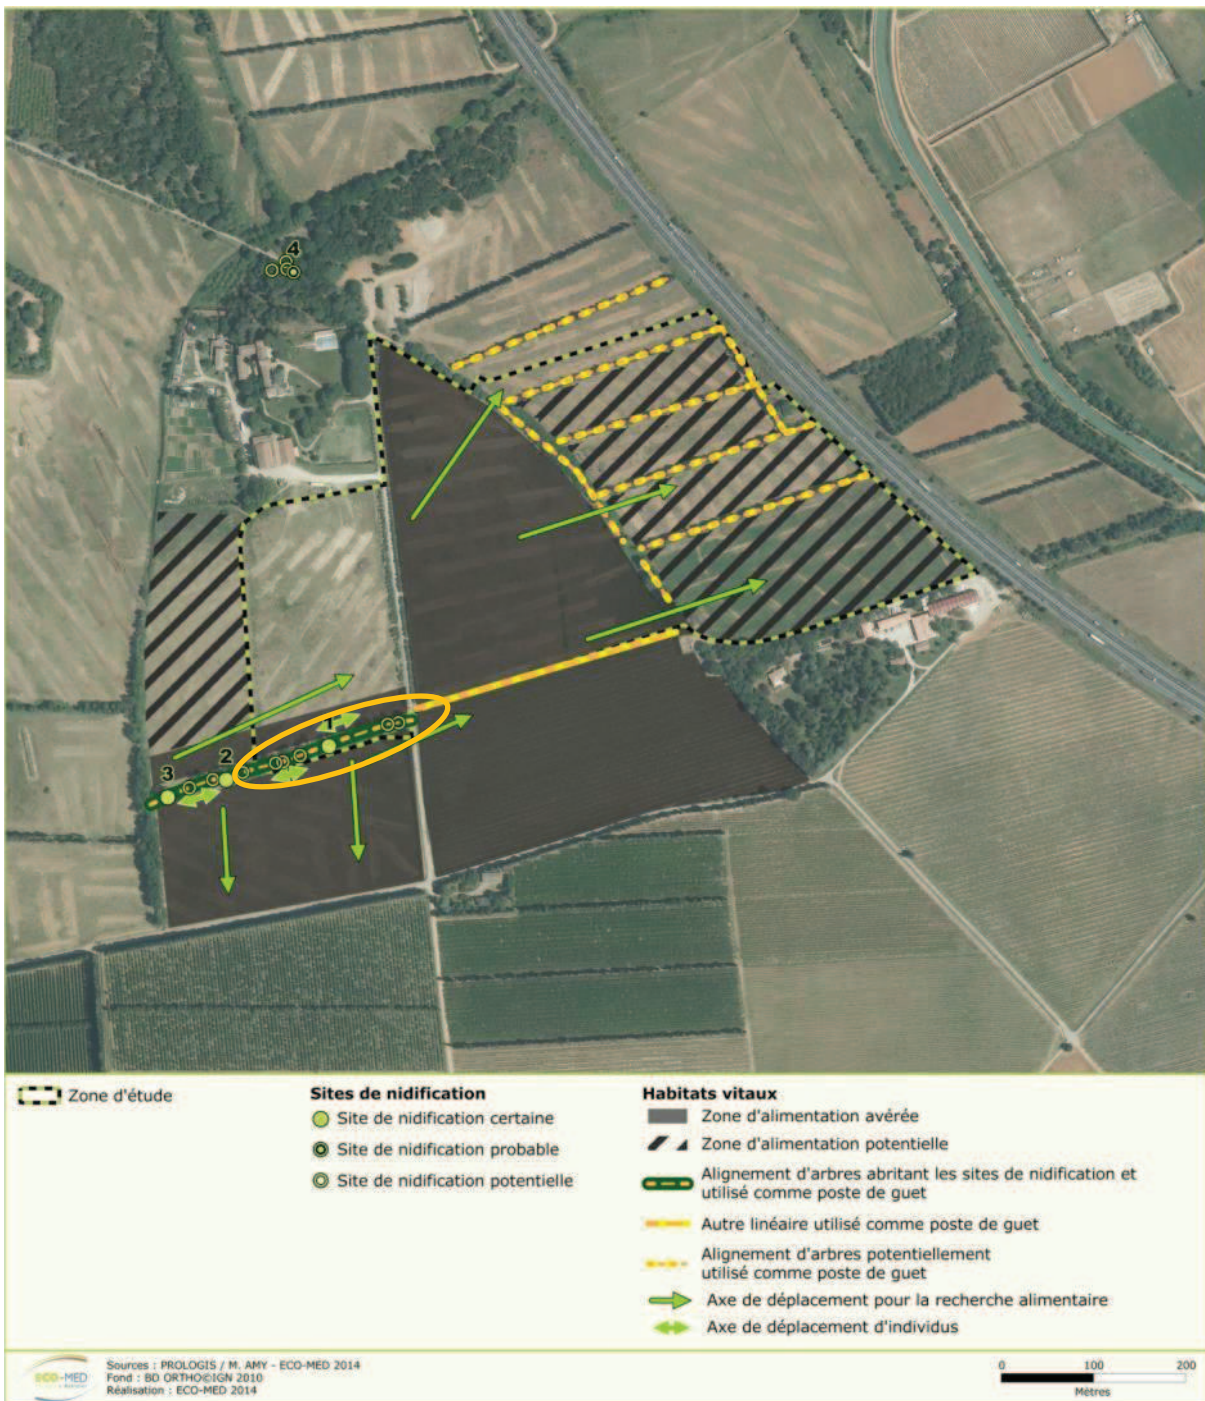 4
1
2
3
Zone d'étude
Sites de nidification
Site de nidification certaine
Site de nidification probable
Site de nidification potentielle
Habitats vitaux
Zone d'alimentation avérée
Zone d'alimentation potentielle
Alignement d'arbres abritant les sites de nidification et
utilisé comme poste de guet
Autre linéaire utilisé comme poste de guet
Alignement d'arbres potentiellement
utilisé comme poste de guet
Axe de déplacement pour la recherche alimentaire
Axe de déplacement d'individus
ECO-MED
Sources : PROLOGIS / M. AMY - ECO-MED 2014
Fond : BD ORTHO©IGN 2010
Réalisation : ECO-MED 2014
0 100 200
Mètres